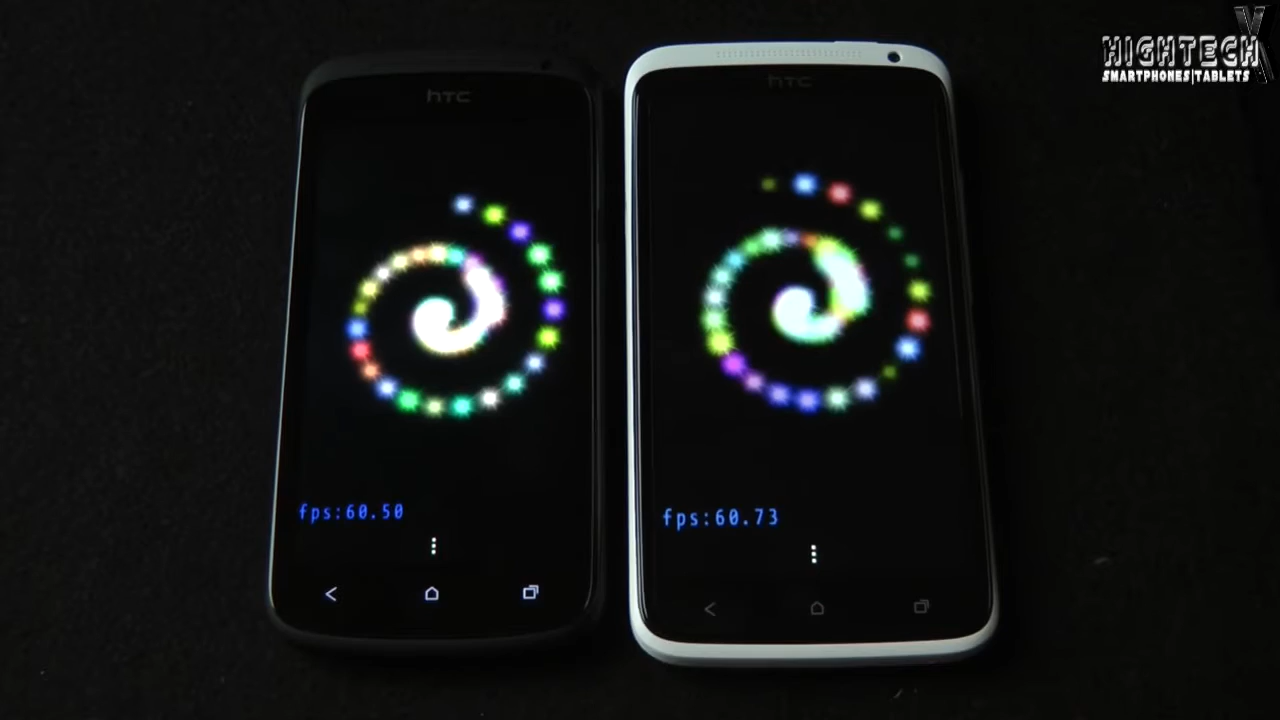 HIGHTECH X
SMARTPHONES|TABLETS
hTC
hTC
fps:60.50
fps:60.73